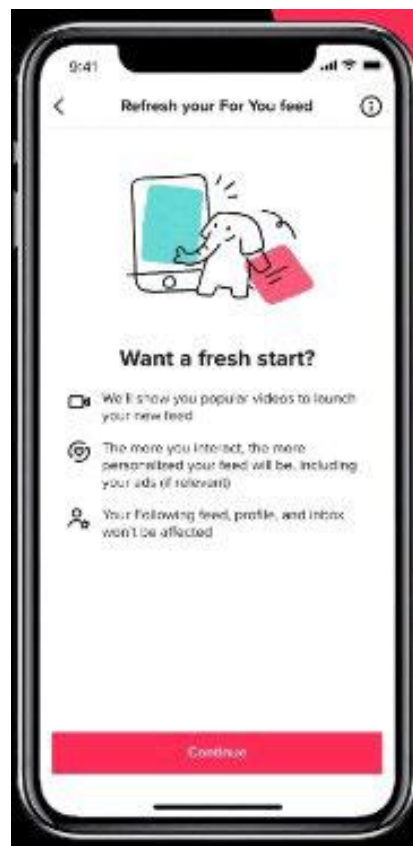 9:41
Refresh your For You feed
Want a fresh start?
We'll show you popular videos to launch
your new feed
The more you interact, the more
personalized your feed will be, including
your ads (if relevant)
Your Following feed, profile, and inbox
won't be affected
Continue